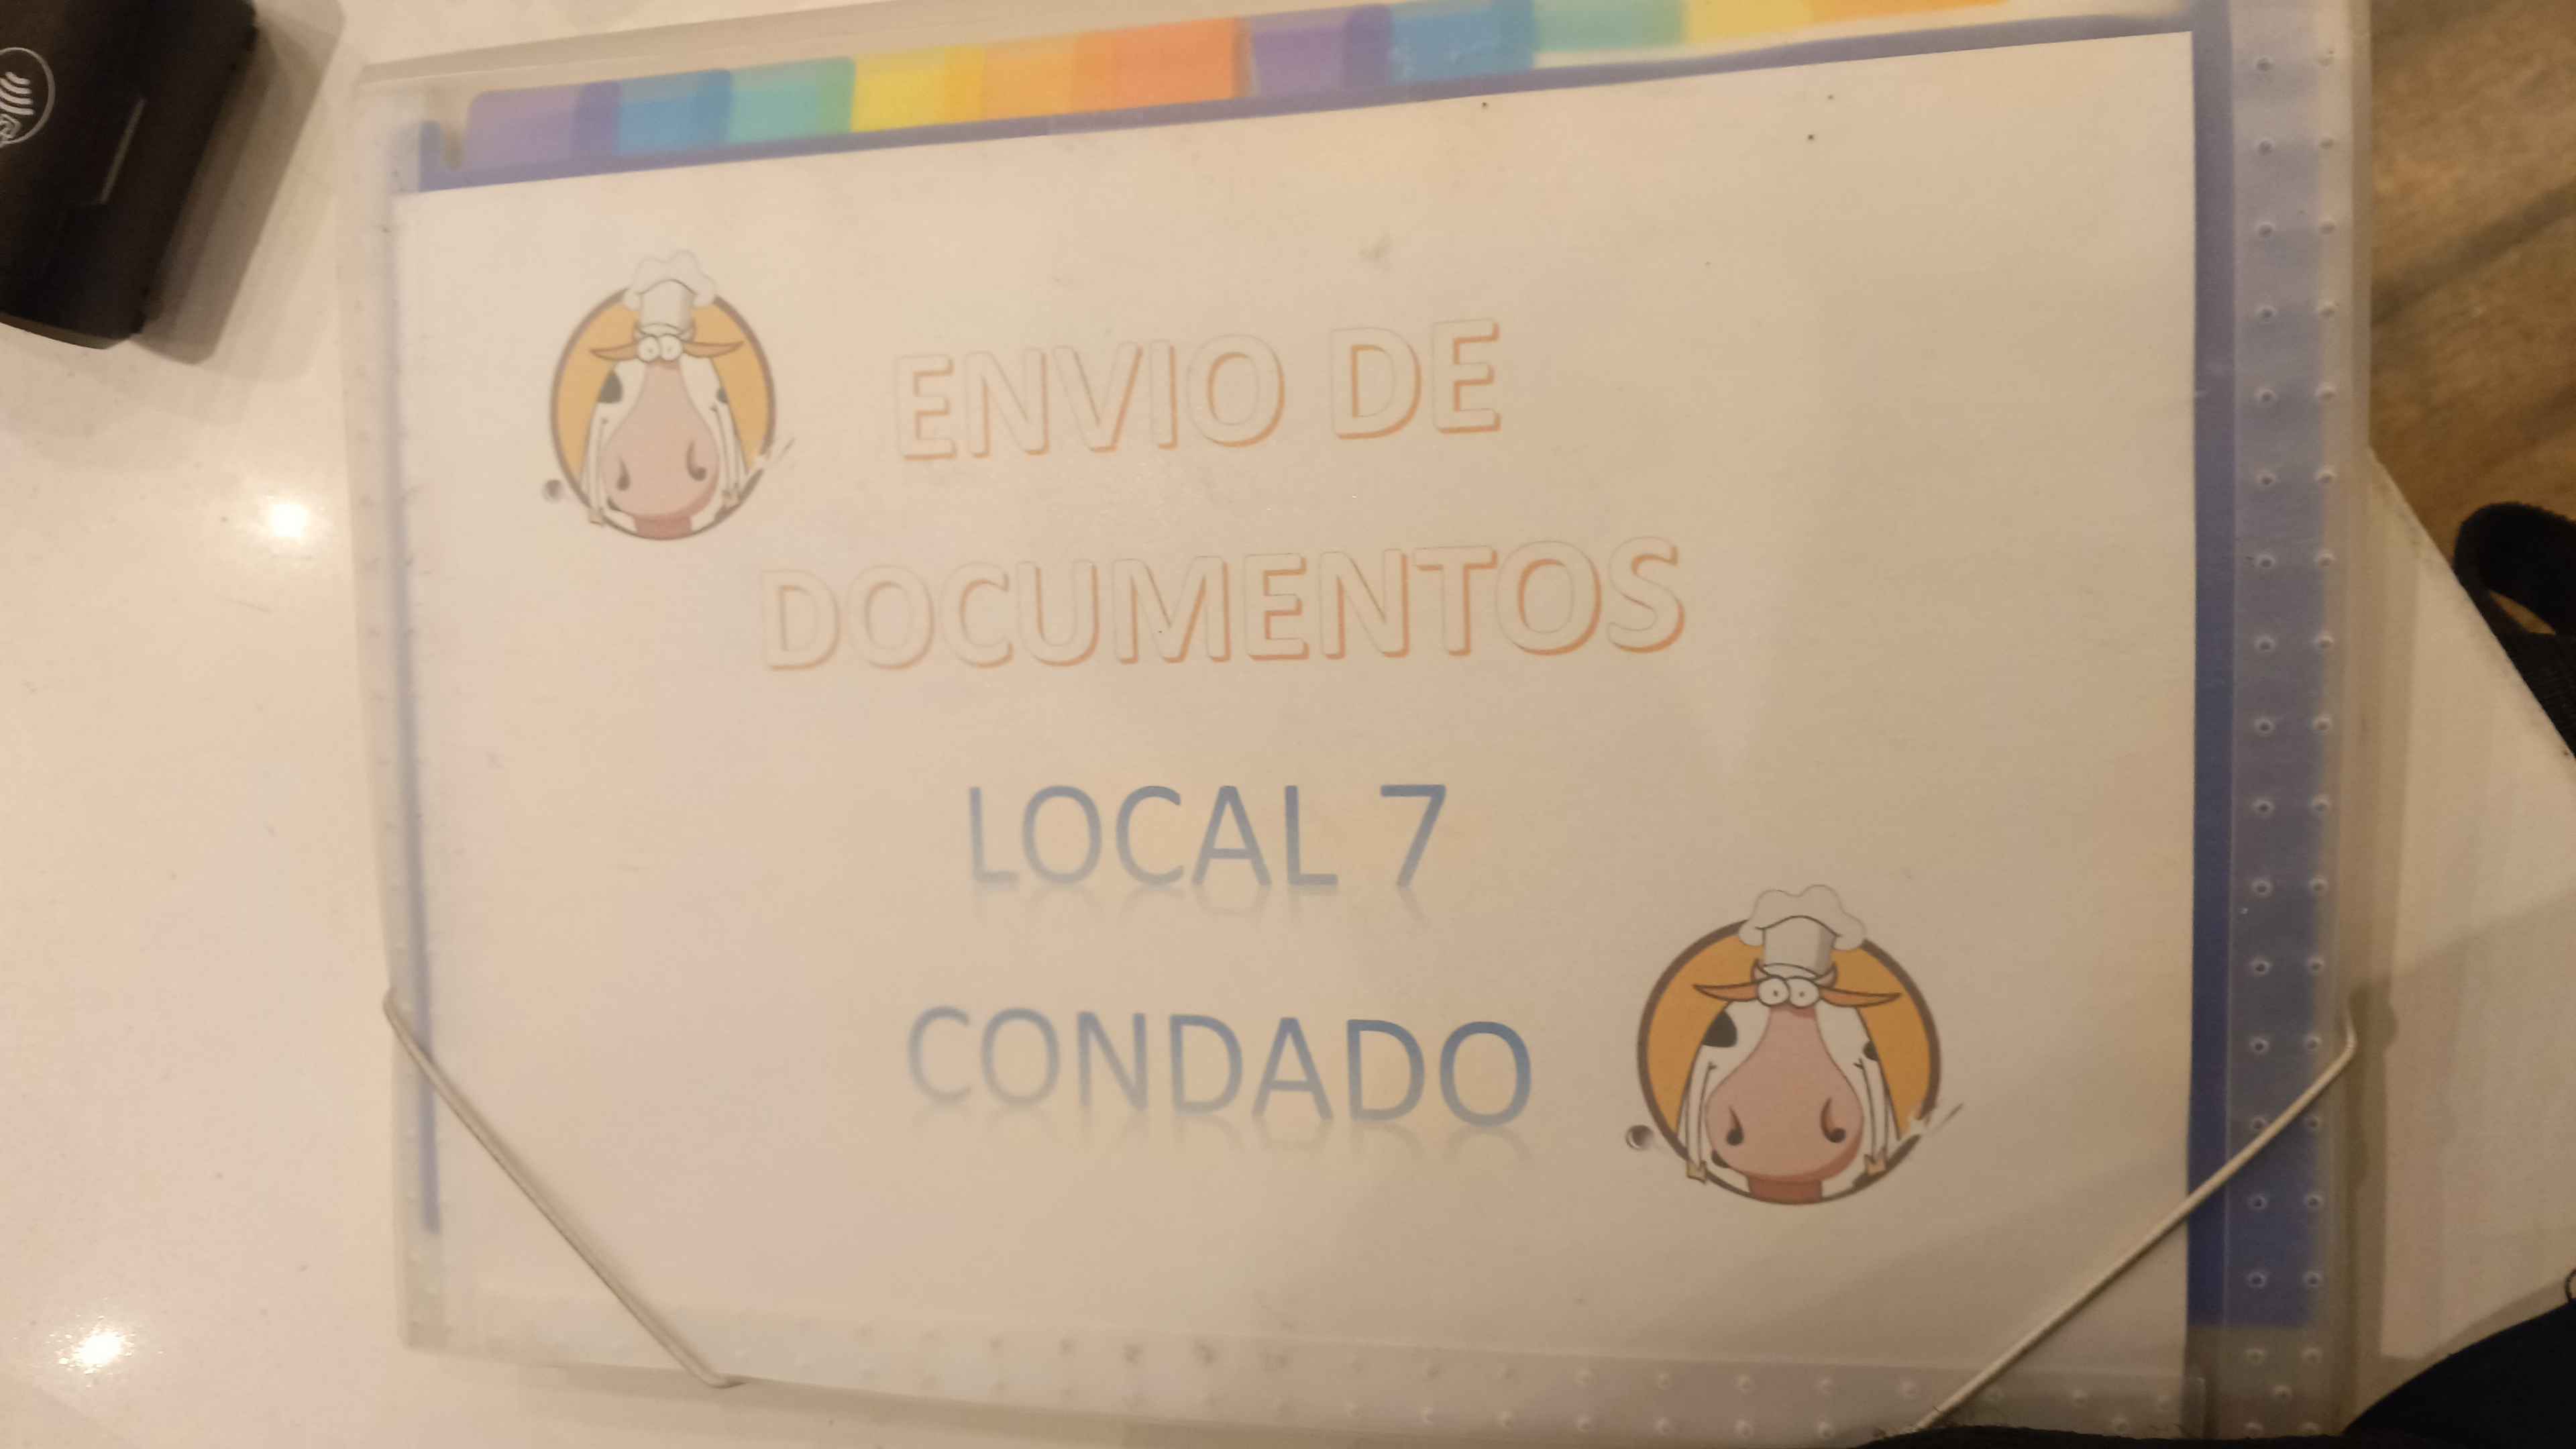 ENVIO DE
DOCUMENTOS
LOCAL 7
CONDADO